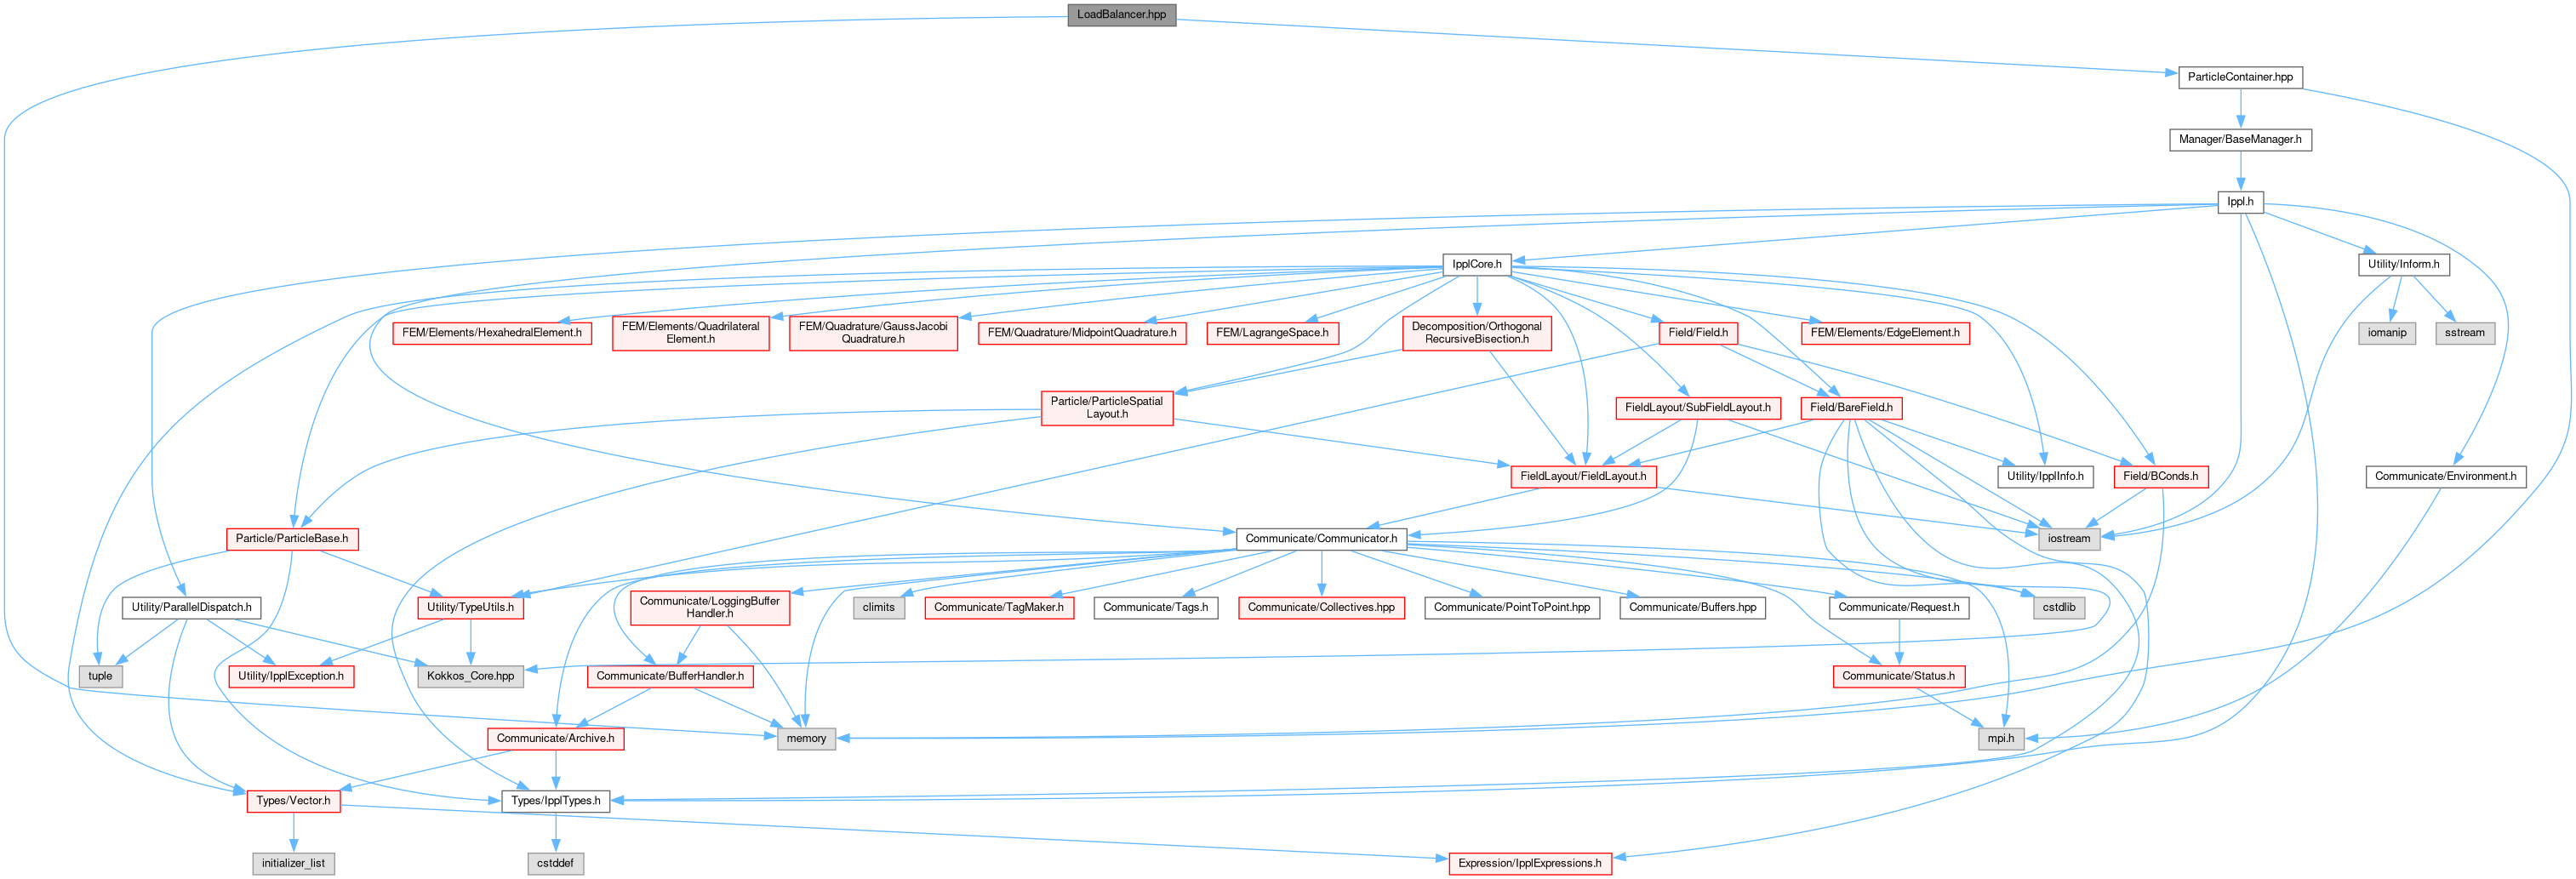 LoadBalancer.hpp
ParticleContainer.hpp
Manager/BaseManager.h
Ippl.h
IpplCore.h
Utility/Inform.h
FEM/Elements/HexahedralElement.h
FEM/Elements/Quadrilateral
Element.h
FEM/Quadrature/GaussJacobi
Quadrature.h
FEM/Quadrature/MidpointQuadrature.h
FEM/LagrangeSpace.h
Decomposition/Orthogonal
RecursiveBisection.h
Field/Field.h
FEM/Elements/EdgeElement.h
iomanip
sstream
Particle/ParticleSpatial
Layout.h
FieldLayout/SubFieldLayout.h
Field/BareField.h
FieldLayout/FieldLayout.h
Utility/IpplInfo.h
Field/BConds.h
Communicate/Environment.h
Particle/ParticleBase.h
Communicate/Communicator.h
iostream
Utility/ParallelDispatch.h
Utility/TypeUtils.h
Communicate/LoggingBuffer
Handler.h
climits
Communicate/TagMaker.h
Communicate/Tags.h
Communicate/Collectives.hpp
Communicate/PointToPoint.hpp
Communicate/Buffers.hpp
Communicate/Request.h
cstdlib
tuple
Utility/IpplException.h
Kokkos_Core.hpp
Communicate/BufferHandler.h
Communicate/Status.h
Communicate/Archive.h
memory
mpi.h
Types/Vector.h
Types/IpplTypes.h
initializer_list
cstddef
Expression/IpplExpressions.h